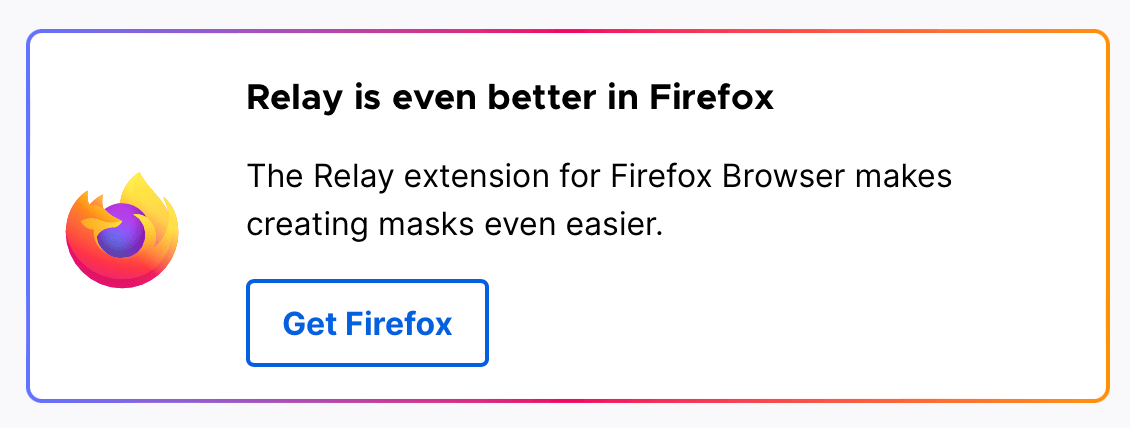 Relay is even better in Firefox
The Relay extension for Firefox Browser makes
creating masks even easier.
Get Firefox